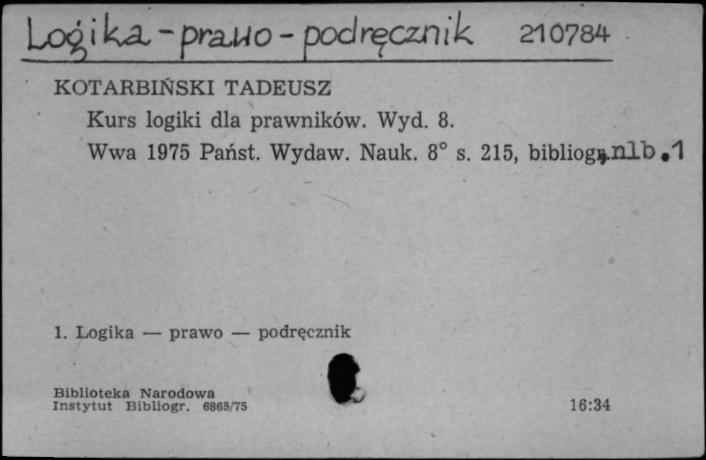 Logika - prawo - podręcznik 210784
KOTARBIŃSKI TADEUSZ
Kurs logiki dla prawników. Wyd. 8.
Wwa 1975 Państ. Wydaw. Nauk. 8° s. 215, bibliogr. nlb.1
1. Logika — prawo — podręcznik
Biblioteka Narodowa
Instytut Bibliogr. 6865/75
16:34